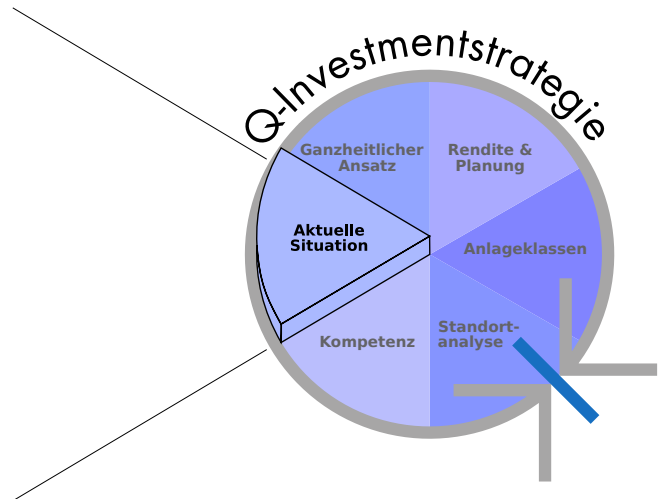 Q-Investmentstrategie
Ganzheitlicher
Ansatz
Rendite &
Planung
Aktuelle
Situation
Anlageklassen
Kompetenz
Standort-
analyse